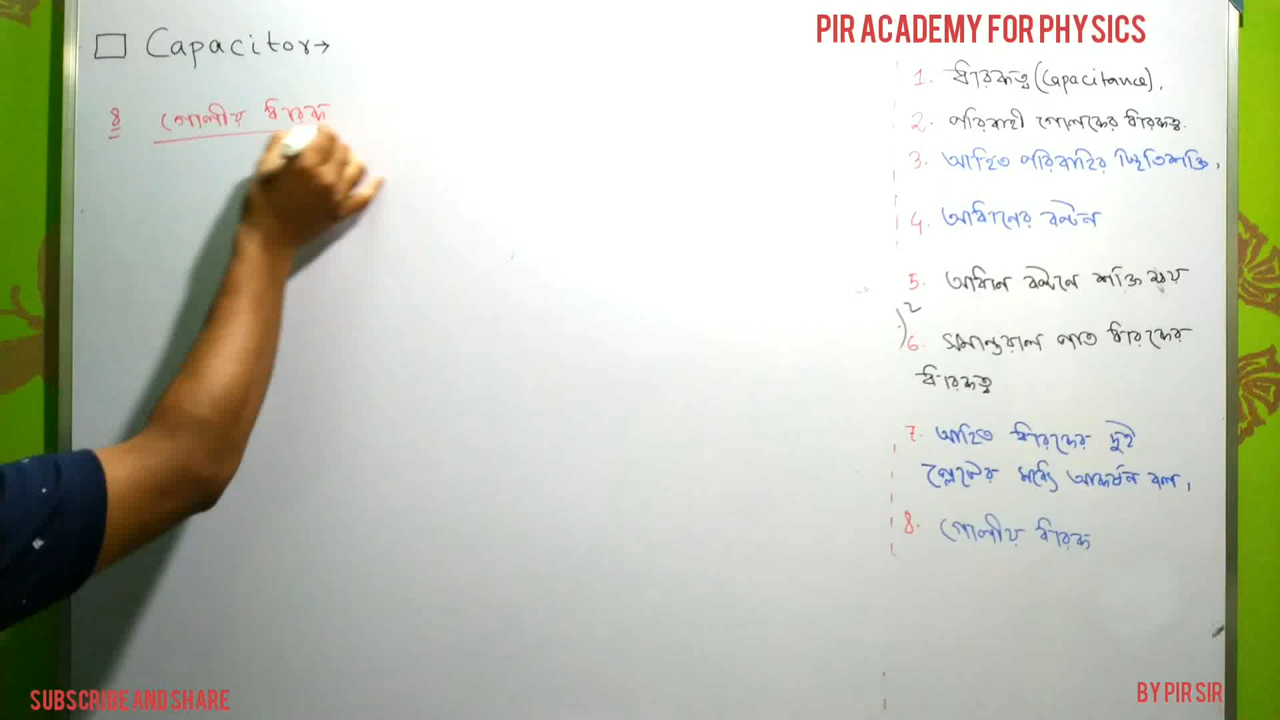 PIR ACADEMY FOR PHYSICS
□ Capacitor→
8 গোলীয় ধারক
1. ধারকত্ব (Capacitance).
2. পরিবাহী গোলকের ধারকত্ব.
3. আহিত পরিবাহির স্থিতিশক্তি,
4. আধানের বন্টন
5. আধান বন্টনে শক্তি ক্ষয়
6. সমান্তরাল পাত ধারকের
ধারকত্ব
7. আহিত ধারকের দুই
প্লেটের মধ্যে আকর্ষন বল,
8. গোলীয় ধারক
SUBSCRIBE AND SHARE
BY PIR SIR